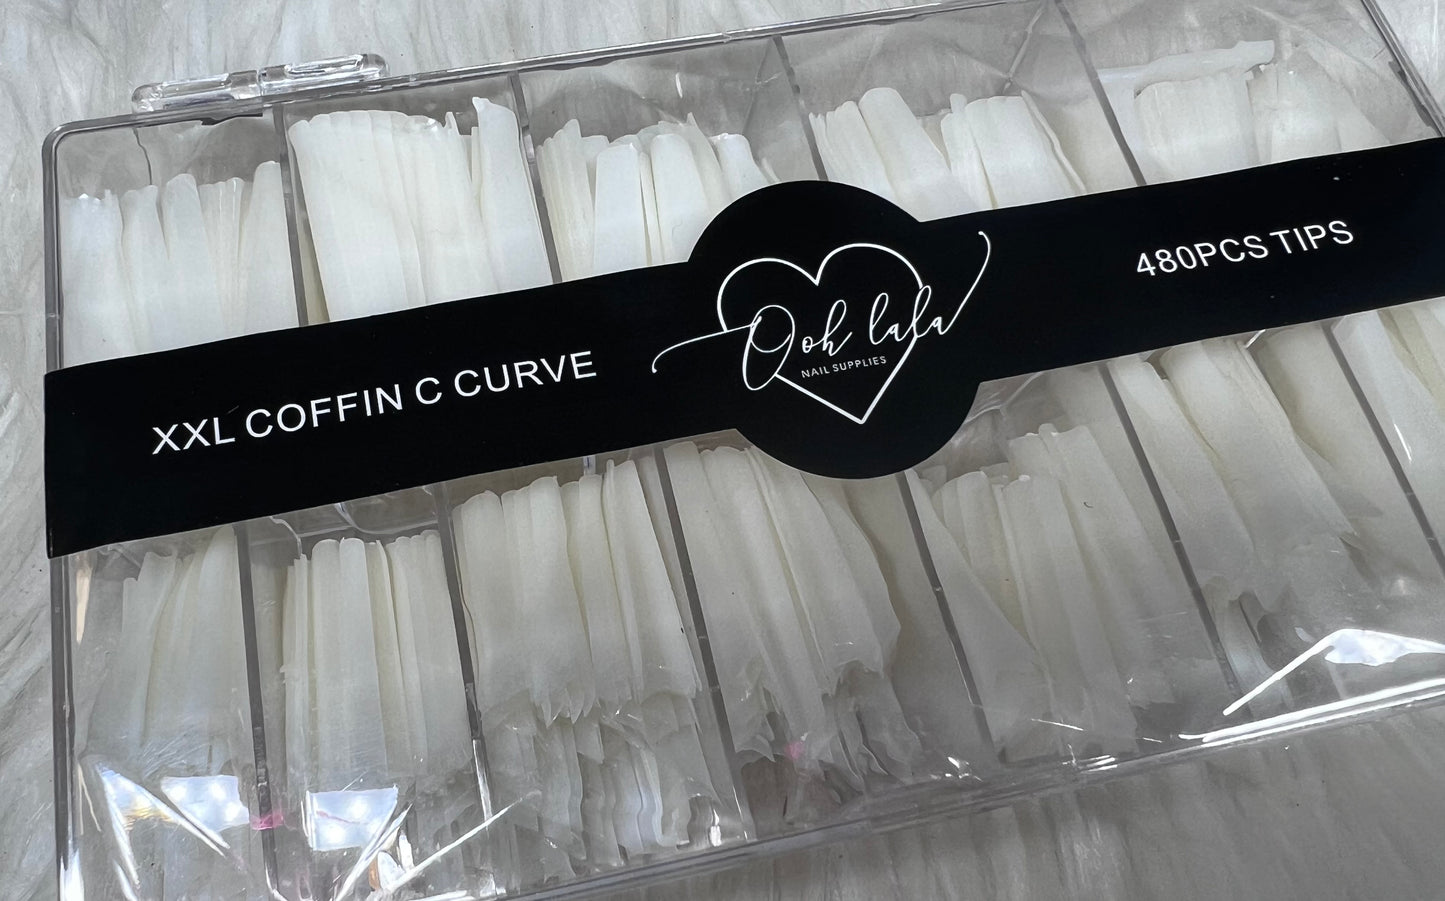 XXL COFFIN C CURVE
Ooh lala
NAIL SUPPLIES
480PCS TIPS